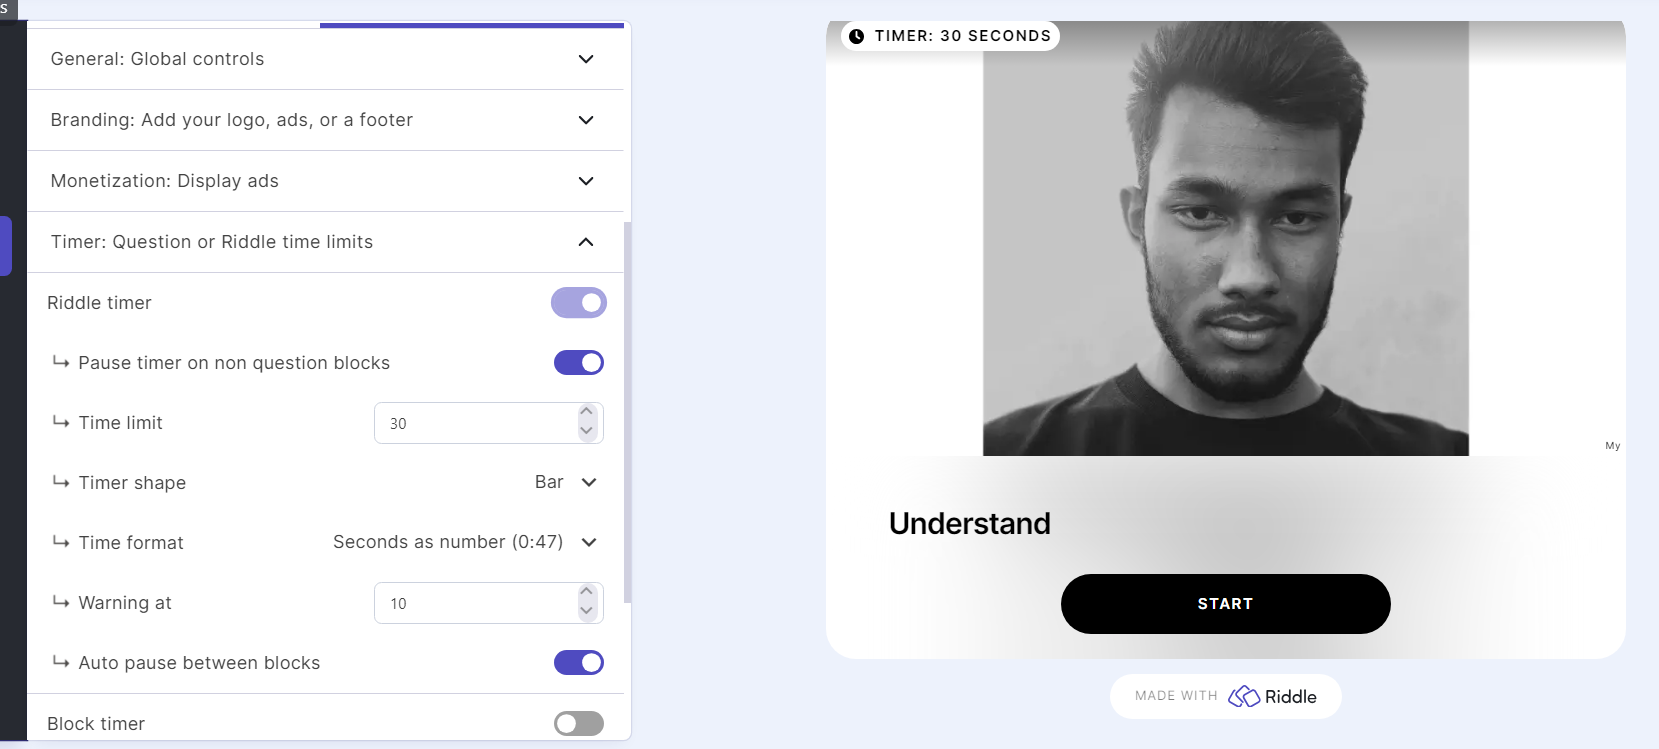 S
General: Global controls
Branding: Add your logo, ads, or a footer
Monetization: Display ads
Timer: Question or Riddle time limits
Riddle timer
Pause timer on non question blocks
Time limit
30
Timer shape
Bar
Time format
Seconds as number (0:47)
Warning at
10
Auto pause between blocks
Block timer
TIMER: 30 SECONDS
My
Understand
START
MADE WITH Riddle